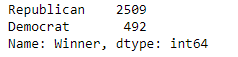 Republican    2509
Democrat       492
Name: Winner, dtype: int64